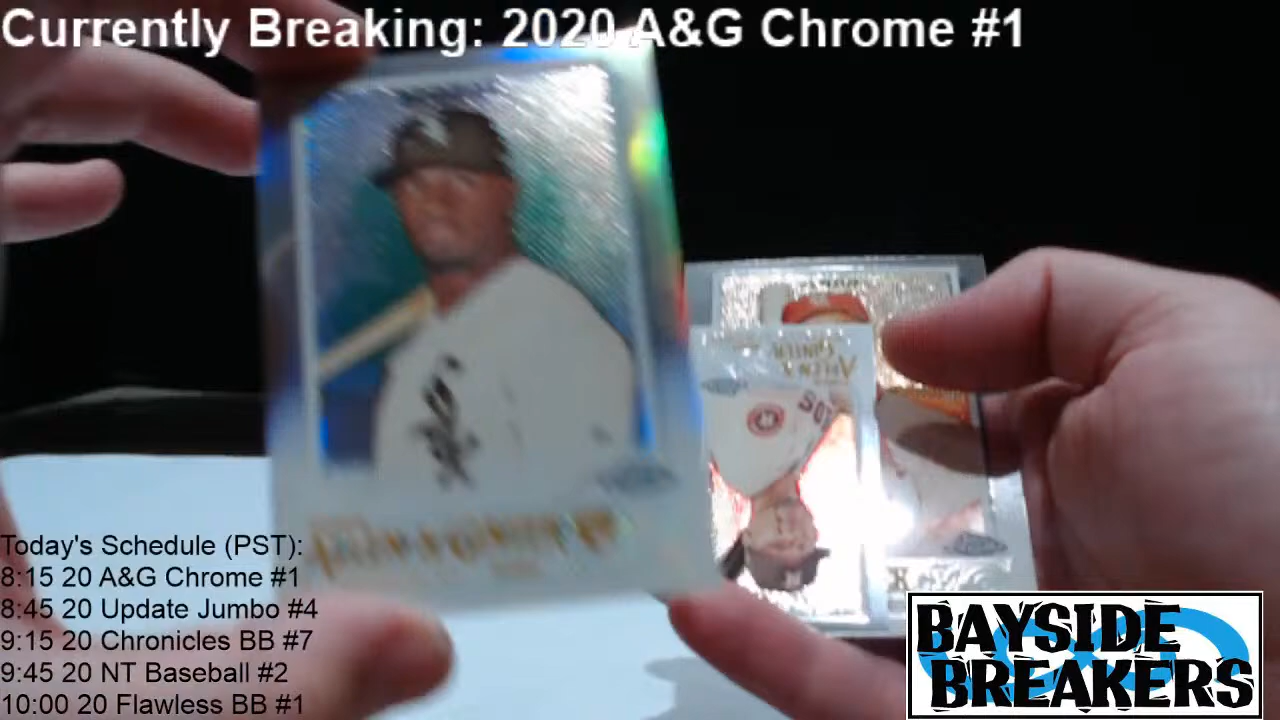 Currently Breaking: 2020 A&G Chrome #1
Today's Schedule (PST):
8:15 20 A&G Chrome #1
8:45 20 Update Jumbo #4
9:15 20 Chronicles BB #7
9:45 20 NT Baseball #2
10:00 20 Flawless BB #1
BAYSIDE
BREAKERS